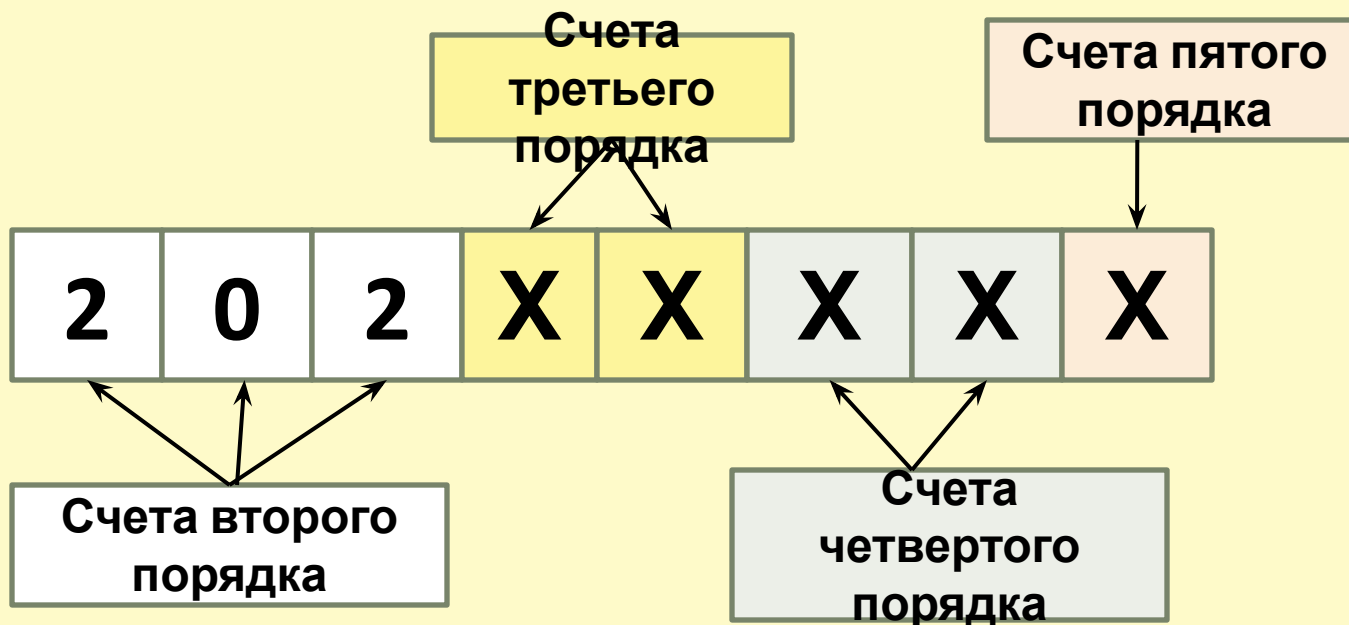 Счета
третьего
порядка
Счета пятого
порядка
2 0 2 X X X X X
Счета второго
порядка
Счета
четвертого
порядка